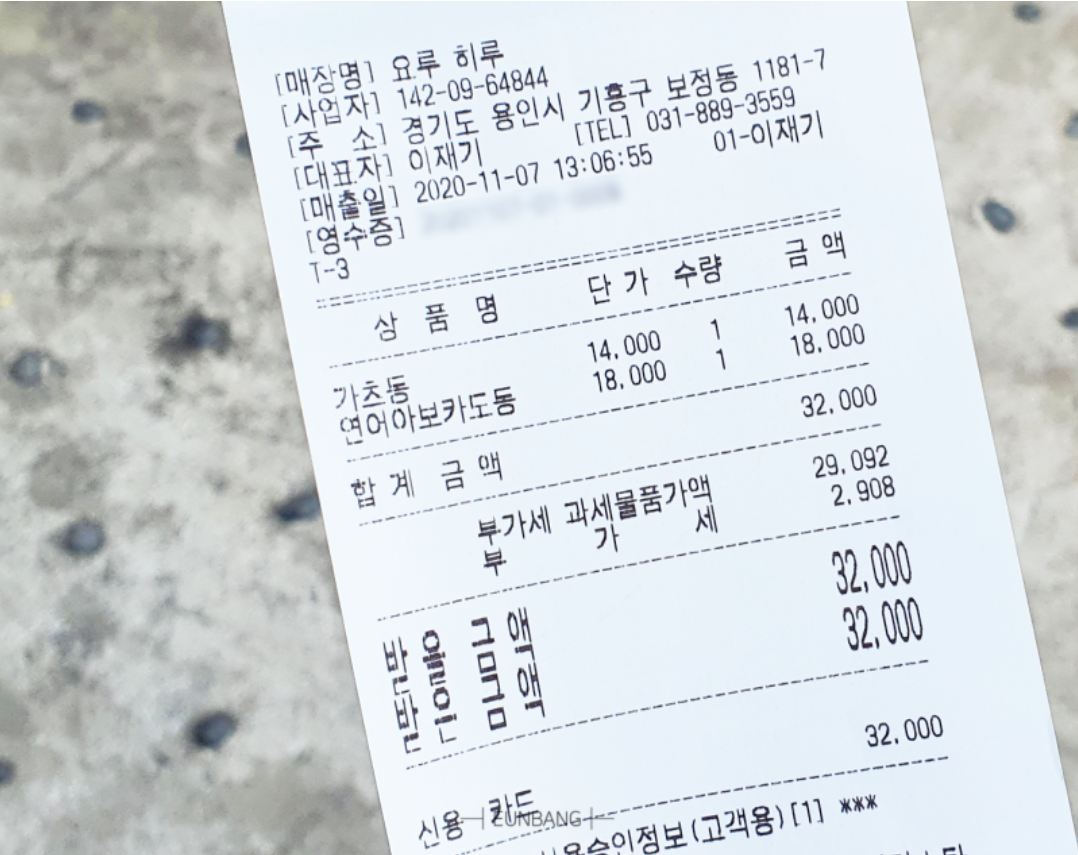 [매장명] 요루 히루
[사업자] 142-09-64844
[주 소] 경기도 용인시 기흥구 보정동 1181-7
[대표자] 이재기 [TEL] 031-889-3559
[매출일] 2020-11-07 13:06:55 01-이재기
[영수증]
T-3
상 품 명 단 가 수량 금 액
가츠동 14,000 1 14,000
연어아보카도동 18,000 1 18,000
합 계 금 액 32,000
부가세 과세물품가액 29,092
부 가 세 2,908
받을금액 32,000
받은금액 32,000
신용 카드 32,000
EUNBANG
신용승인정보(고객용)[1] ***